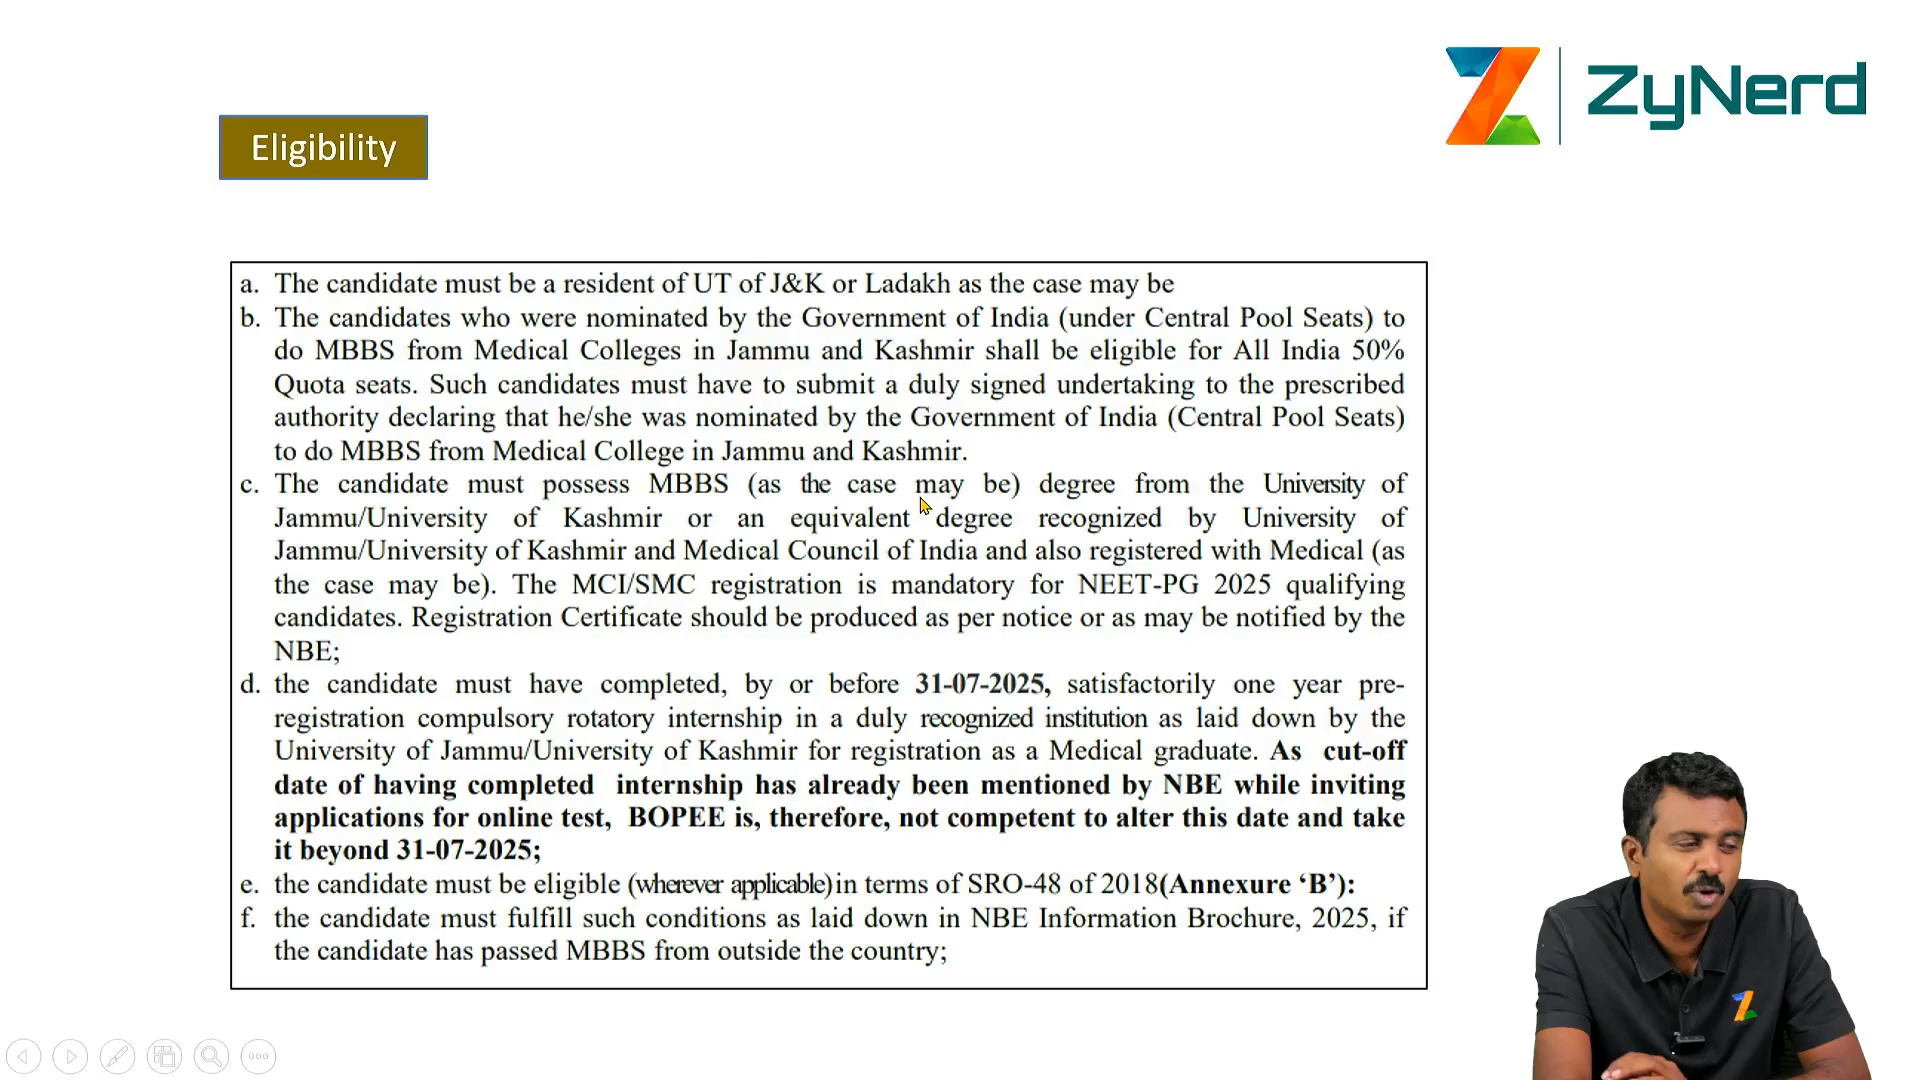 ZyNerd
Eligibility
a. The candidate must be a resident of UT of J&K or Ladakh as the case may be
b. The candidates who were nominated by the Government of India (under Central Pool Seats) to
do MBBS from Medical Colleges in Jammu and Kashmir shall be eligible for All India 50%
Quota seats. Such candidates must have to submit a duly signed undertaking to the prescribed
authority declaring that he/she was nominated by the Government of India (Central Pool Seats)
to do MBBS from Medical College in Jammu and Kashmir.
c. The candidate must possess MBBS (as the case may be) degree from the University of
Jammu/University of Kashmir or an equivalent degree recognized by University of
Jammu/University of Kashmir and Medical Council of India and also registered with Medical (as
the case may be). The MCI/SMC registration is mandatory for NEET-PG 2025 qualifying
candidates. Registration Certificate should be produced as per notice or as may be notified by the
NBE;
d. the candidate must have completed, by or before 31-07-2025, satisfactorily one year pre-
registration compulsory rotatory internship in a duly recognized institution as laid down by the
University of Jammu/University of Kashmir for registration as a Medical graduate. As cut-off
date of having completed internship has already been mentioned by NBE while inviting
applications for online test, BOPEE is, therefore, not competent to alter this date and take
it beyond 31-07-2025;
e. the candidate must be eligible (wherever applicable) in terms of SRO-48 of 2018(Annexure ‘B’):
f. the candidate must fulfill such conditions as laid down in NBE Information Brochure, 2025, if
the candidate has passed MBBS from outside the country;